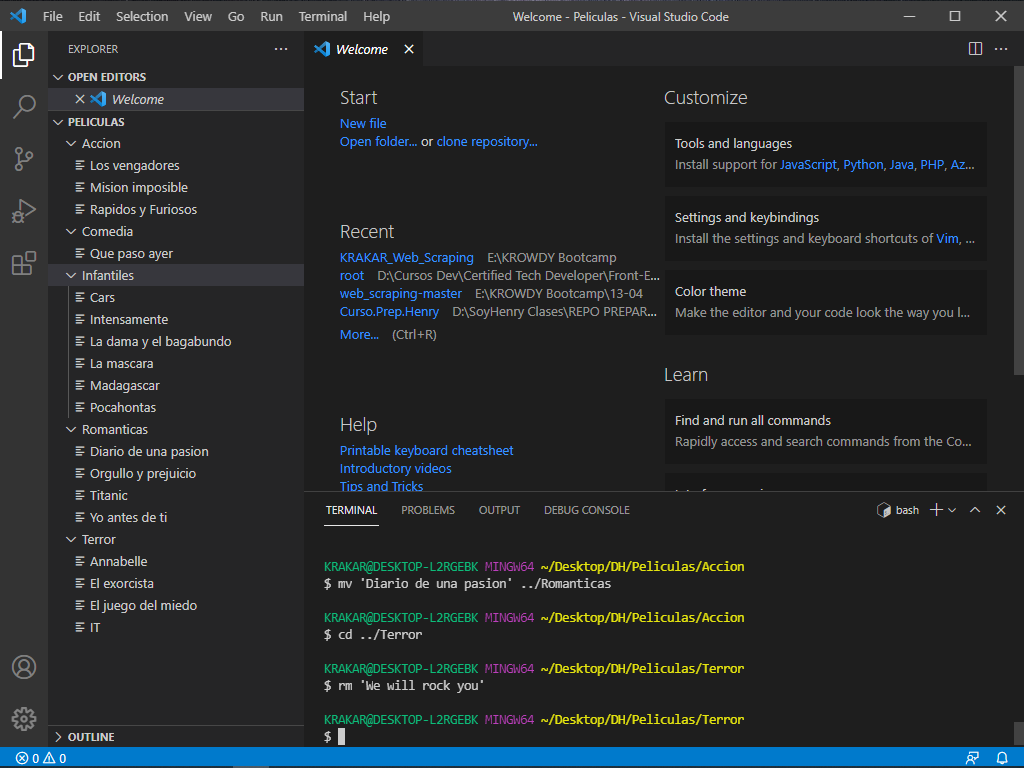 File Edit Selection View Go Run Terminal Help Welcome - Peliculas - Visual Studio Code
EXPLORER
OPEN EDITORS
Welcome
PELICULAS
Accion
Los vengadores
Mision imposible
Rapidos y Furiosos
Comedia
Que paso ayer
Infantiles
Cars
Intensamente
La dama y el bagabundo
La mascara
Madagascar
Pocahontas
Romanticas
Diario de una pasion
Orgullo y prejuicio
Titanic
Yo antes de ti
Terror
Annabelle
El exorcista
El juego del miedo
IT
OUTLINE
Welcome
Start
New file
Open folder... or clone repository...
Recent
KRAKAR_Web_Scraping E:\KROWDY Bootcamp
root D:\Cursos Dev\Certified Tech Developer\Front-E...
web_scraping-master E:\KROWDY Bootcamp\13-04
Curso.Prep.Henry D:\SoyHenry Clases\REPO PREPAR...
More... (Ctrl+R)
Help
Printable keyboard cheatsheet
Introductory videos
Tips and Tricks
Customize
Tools and languages
Install support for JavaScript, Python, Java, PHP, Az...
Settings and keybindings
Install the settings and keyboard shortcuts of Vim, ...
Color theme
Make the editor and your code look the way you l...
Learn
Find and run all commands
Rapidly access and search commands from the Co...
TERMINAL PROBLEMS OUTPUT DEBUG CONSOLE bash
KRAKAR@DESKTOP-L2RGEBK MINGW64 ~/Desktop/DH/Peliculas/Accion
$ mv 'Diario de una pasion' ../Romanticas
KRAKAR@DESKTOP-L2RGEBK MINGW64 ~/Desktop/DH/Peliculas/Accion
$ cd ../Terror
KRAKAR@DESKTOP-L2RGEBK MINGW64 ~/Desktop/DH/Peliculas/Terror
$ rm 'We will rock you'
KRAKAR@DESKTOP-L2RGEBK MINGW64 ~/Desktop/DH/Peliculas/Terror
$
0 0